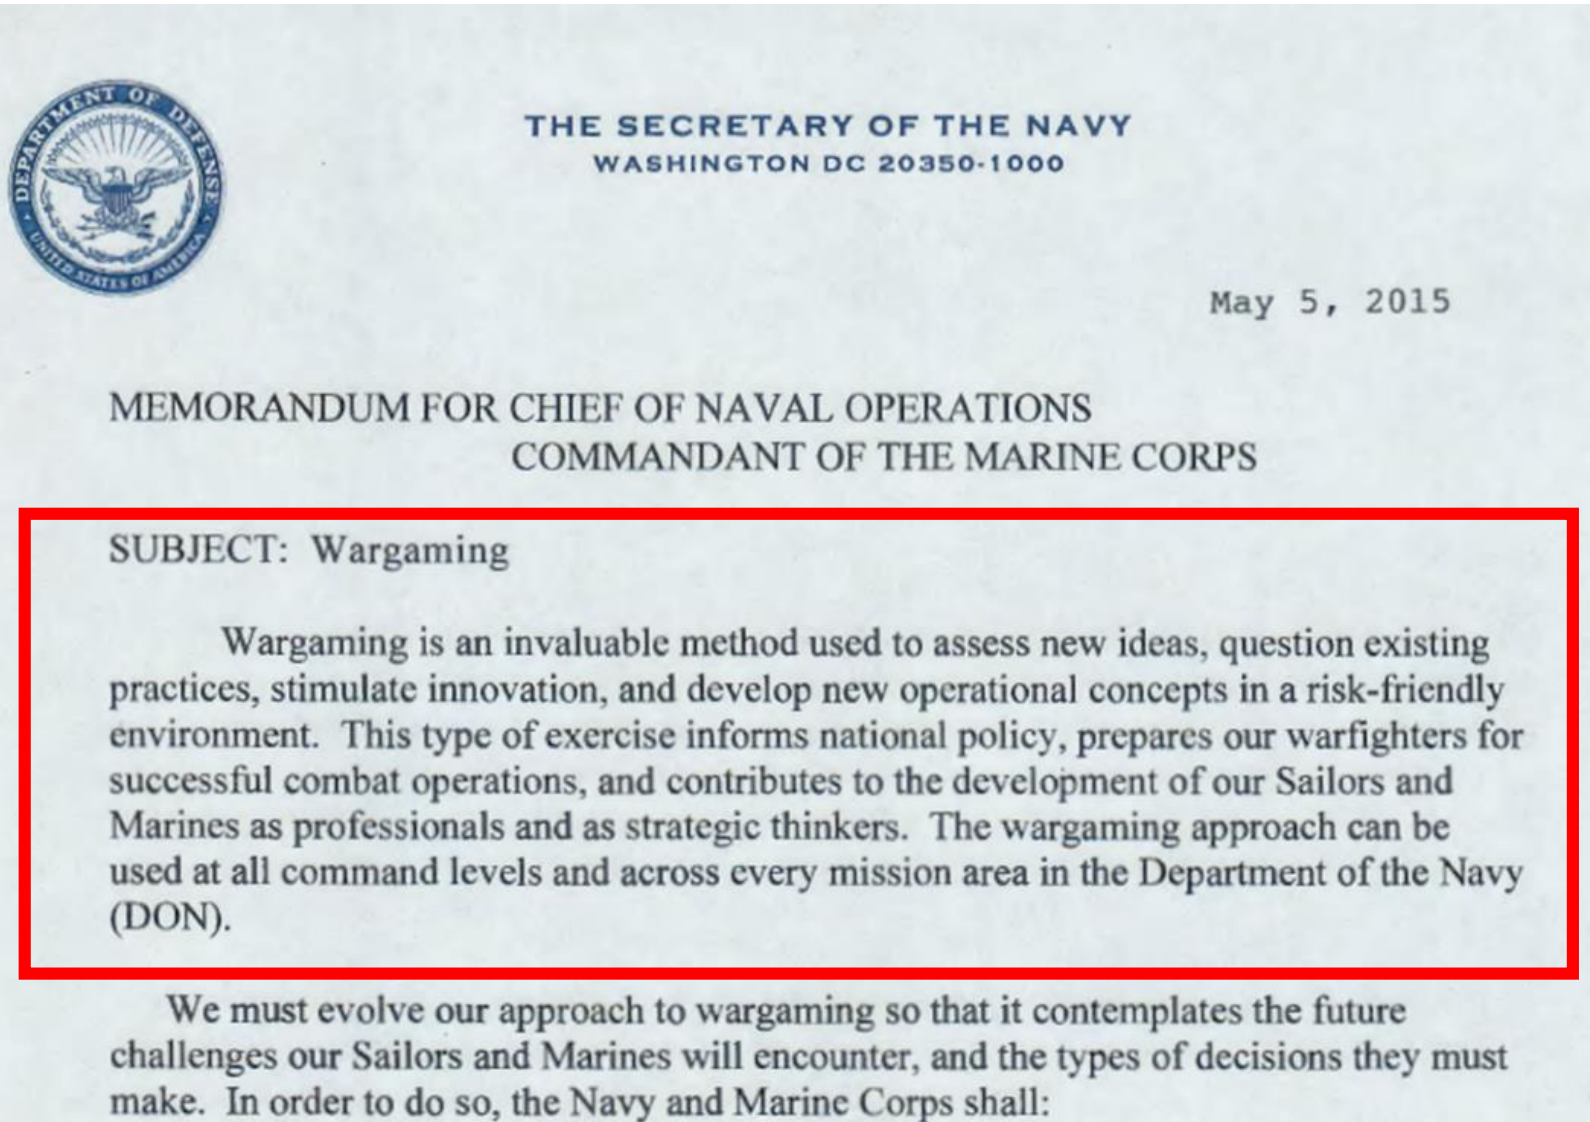 DEPARTMENT OF DEFENSE
UNITED STATES OF AMERICA
THE SECRETARY OF THE NAVY
WASHINGTON DC 20350-1000
May 5, 2015
MEMORANDUM FOR CHIEF OF NAVAL OPERATIONS
COMMANDANT OF THE MARINE CORPS
SUBJECT: Wargaming
Wargaming is an invaluable method used to assess new ideas, question existing
practices, stimulate innovation, and develop new operational concepts in a risk-friendly
environment. This type of exercise informs national policy, prepares our warfighters for
successful combat operations, and contributes to the development of our Sailors and
Marines as professionals and as strategic thinkers. The wargaming approach can be
used at all command levels and across every mission area in the Department of the Navy
(DON).
We must evolve our approach to wargaming so that it contemplates the future
challenges our Sailors and Marines will encounter, and the types of decisions they must
make. In order to do so, the Navy and Marine Corps shall: